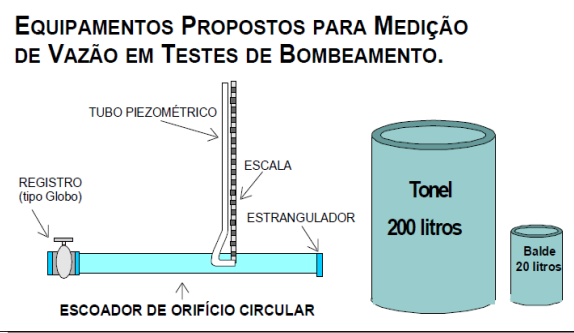 EQUIPAMENTOS PROPOSTOS PARA MEDIÇÃO
DE VAZÃO EM TESTES DE BOMBEAMENTO.
TUBO PIEZOMÉTRICO
ESCALA
REGISTRO
(tipo Globo)
ESTRANGULADOR
ESCOADOR DE ORIFÍCIO CIRCULAR
Tonel
200 litros
Balde
20 litros